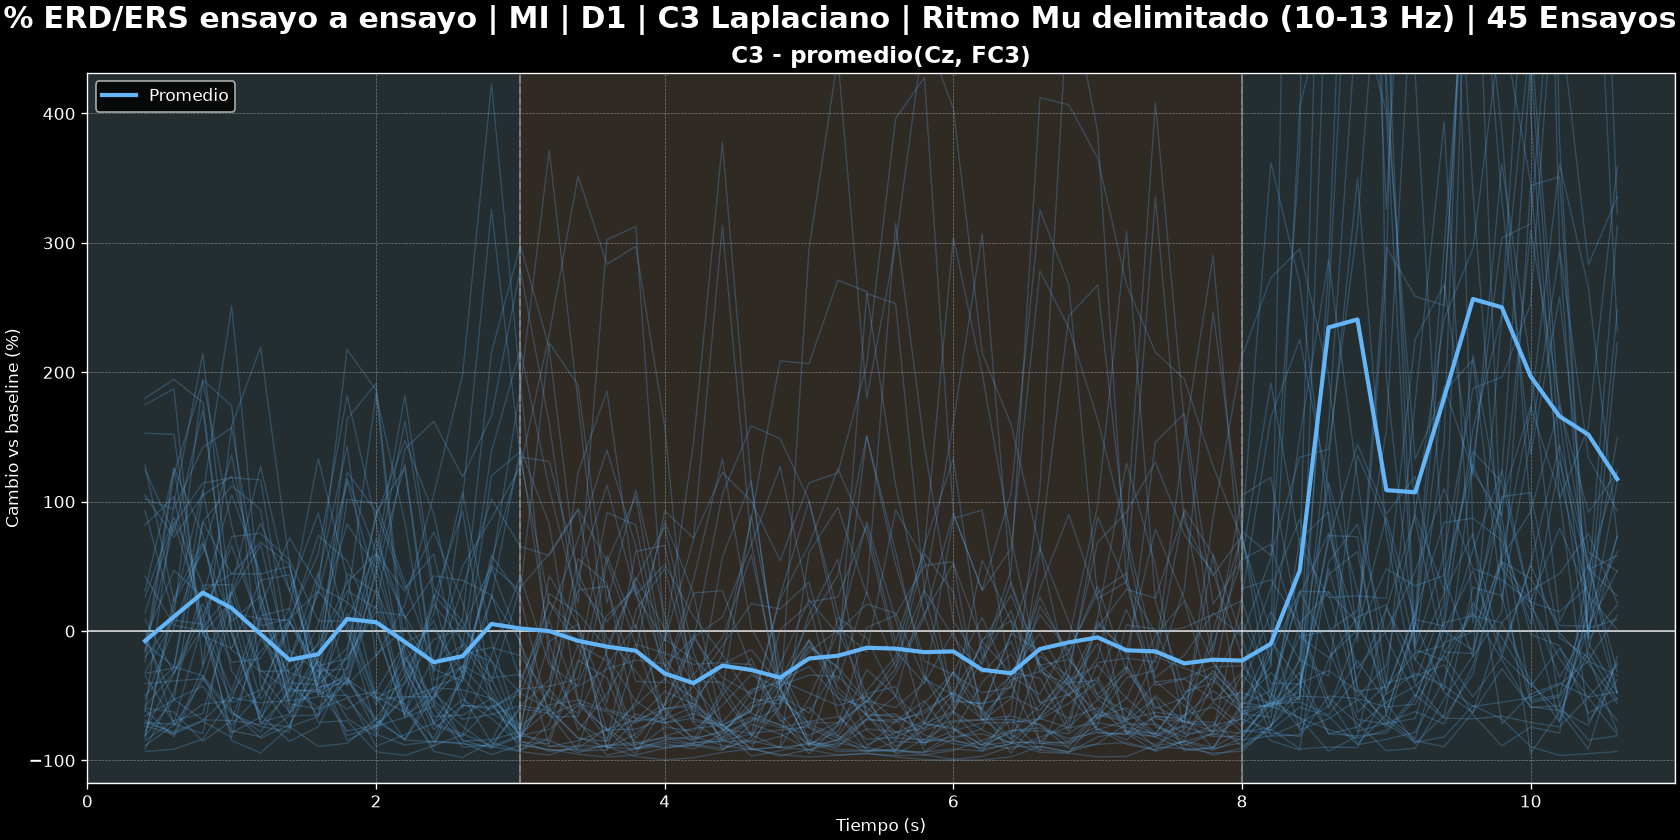 % ERD/ERS ensayo a ensayo | MI | D1 | C3 Laplaciano | Ritmo Mu delimitado (10-13 Hz) | 45 Ensayos
C3 - promedio(Cz, FC3)
Promedio
Cambio vs baseline (%)
400
300
200
100
0
−100
0
2
4
6
8
10
Tiempo (s)